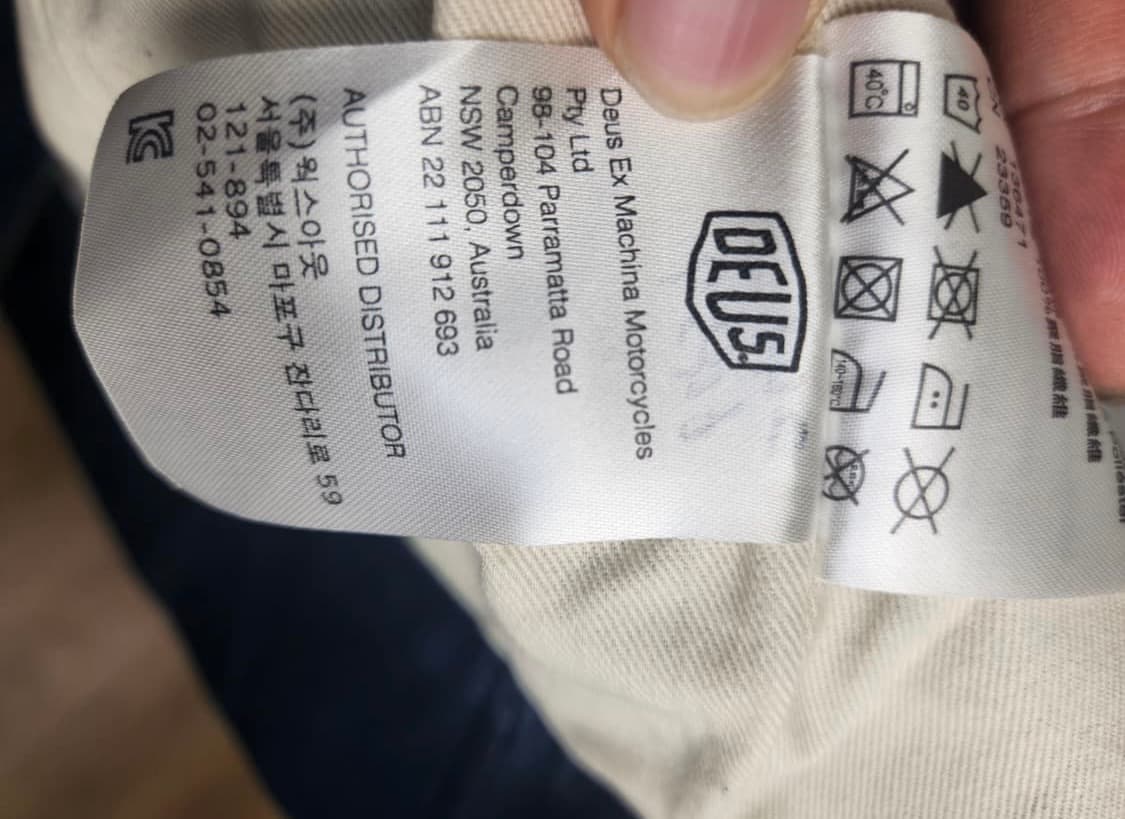 23359
40
40°C
DEUS
Deus Ex Machina Motorcycles
Pty Ltd
98-104 Parramatta Road
Camperdown
NSW 2050, Australia
ABN 22 111 912 693
AUTHORISED DISTRIBUTOR
(주)웍스아웃
서울특별시 마포구 잔다리로 59
121-894
02-541-0854